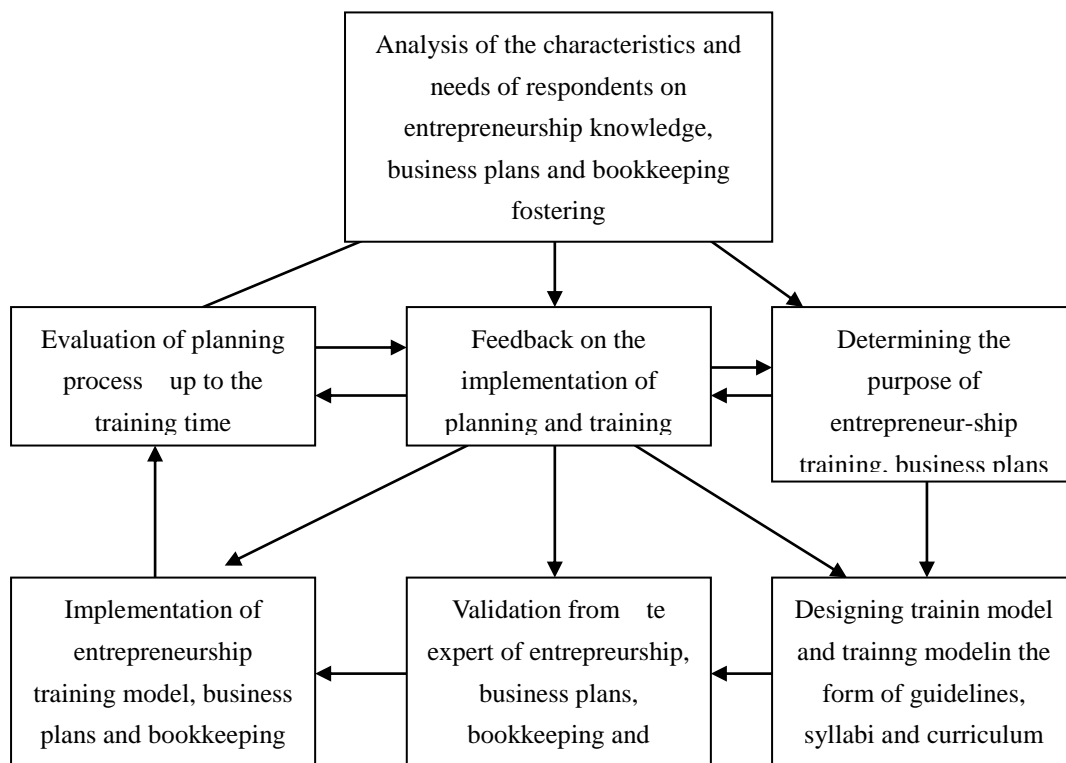 Analysis of the characteristics and
needs of respondents on
entrepreneurship knowledge,
business plans and bookkeeping
fostering
Evaluation of planning
process up to the
training time
Feedback on the
implementation of
planning and training
Determining the
purpose of
entrepreneur-ship
training, business plans
Implementation of
entrepreneurship
training model, business
plans and bookkeeping
Validation from te
expert of entrepreurship,
business plans,
bookkeeping and
Designing trainin model
and trainng modelin the
form of guidelines,
syllabi and curriculum